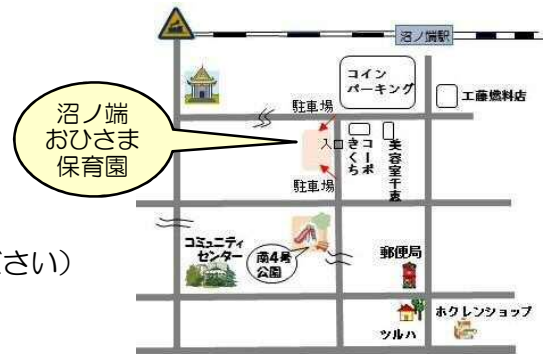 沼ノ端駅
コイン
パーキング
工藤燃料店
駐車場
沼ノ端
おひさま
保育園
入口
コーポ
きくち
美容室千恵
駐車場
コミュニティ
センター
南4号
公園
郵便局
ださい）
ツルハ
ホクレンショップ